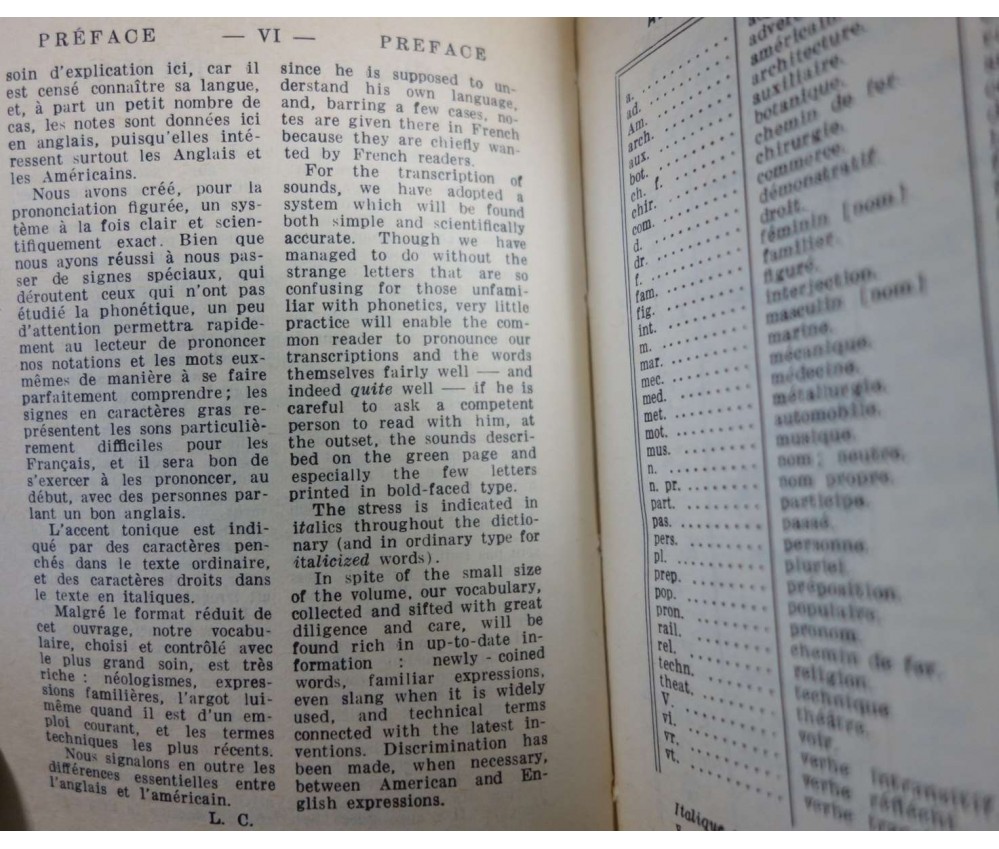 PRÉFACE — VI — PREFACE
soin d'explication ici, car il
est censé connaître sa langue,
et, à part un petit nombre de
cas, les notes sont données ici
en anglais, puisqu'elles inté-
ressent surtout les Anglais et
les Américains.
Nous avons créé, pour la
prononciation figurée, un sys-
tème à la fois clair et scien-
tifiquement exact. Bien que
nous ayons réussi à nous pas-
ser de signes spéciaux, qui
déroutent ceux qui n'ont pas
étudié la phonétique, un peu
d'attention permettra rapide-
ment au lecteur de prononcer
nos notations et les mots eux-
mêmes de manière à se faire
parfaitement comprendre; les
signes en caractères gras re-
présentent les sons particuliè-
rement difficiles pour les
Français, et il sera bon de
s'exercer à les prononcer, au
début, avec des personnes par-
lant un bon anglais.
L'accent tonique est indi-
qué par des caractères pen-
chés dans le texte ordinaire,
et des caractères droits dans
le texte en italiques.
Malgré le format réduit de
cet ouvrage, notre vocabu-
laire, choisi et contrôlé avec
le plus grand soin, est très
riche : néologismes, expres-
sions familières, l'argot lui-
même quand il est d'un em-
ploi courant, et les termes
techniques les plus récents.
Nous signalons en outre les
différences essentielles entre
l'anglais et l'américain.
L. C.
since he is supposed to un-
derstand his own language,
and, barring a few cases, no-
tes are given there in French
because they are chiefly wan-
ted by French readers.
For the transcription of
sounds, we have adopted a
system which will be found
both simple and scientifically
accurate. Though we have
managed to do without the
strange letters that are so
confusing for those unfami-
liar with phonetics, very little
practice will enable the com-
mon reader to pronounce our
transcriptions and the words
themselves fairly well — and
indeed quite well — if he is
careful to ask a competent
person to read with him, at
the outset, the sounds descri-
bed on the green page and
especially the few letters
printed in bold-faced type.
The stress is indicated in
italics throughout the dictio-
nary (and in ordinary type for
italicized words).
In spite of the small size
of the volume, our vocabulary,
collected and sifted with great
diligence and care, will be
found rich in up-to-date in-
formation : newly-coined
words, familiar expressions,
even slang when it is widely
used, and technical terms
connected with the latest in-
ventions. Discrimination has
been made, when necessary,
between American and En-
glish expressions.
a. . . . . . . . .
ad. . . . . . . . .
Am. . . . . . . . . américain.
arch. . . . . . . . . architecture.
aux. . . . . . . . . auxiliaire.
bot. . . . . . . . . botanique.
ch. f. . . . . . . . . chemin de fer.
chir. . . . . . . . . chirurgie.
com. . . . . . . . . commerce.
d. . . . . . . . . démonstratif.
dr. . . . . . . . . droit.
f. . . . . . . . . féminin [nom]
fam. . . . . . . . . familier.
fig. . . . . . . . . figuré.
int. . . . . . . . . interjection.
m. . . . . . . . . masculin [nom]
mar. . . . . . . . . marine.
mec. . . . . . . . . mécanique.
med. . . . . . . . . médecine.
met. . . . . . . . . métallurgie.
mot. . . . . . . . . automobile.
mus. . . . . . . . . musique.
n. . . . . . . . . nom; neutre.
n. pr. . . . . . . . . nom propre.
part. . . . . . . . . participe.
pas. . . . . . . . . passé.
pers. . . . . . . . . personne.
pl. . . . . . . . . pluriel.
prep. . . . . . . . . préposition.
pop. . . . . . . . . populaire.
pron. . . . . . . . . pronom.
rail. . . . . . . . . chemin de fer.
rel. . . . . . . . . religion.
techn. . . . . . . . . technique
theat. . . . . . . . . théâtre.
V. . . . . . . . . voir.
vi. . . . . . . . . verbe intransitif
vr. . . . . . . . . verbe réfléchi
vt. . . . . . . . . verbe
Italique